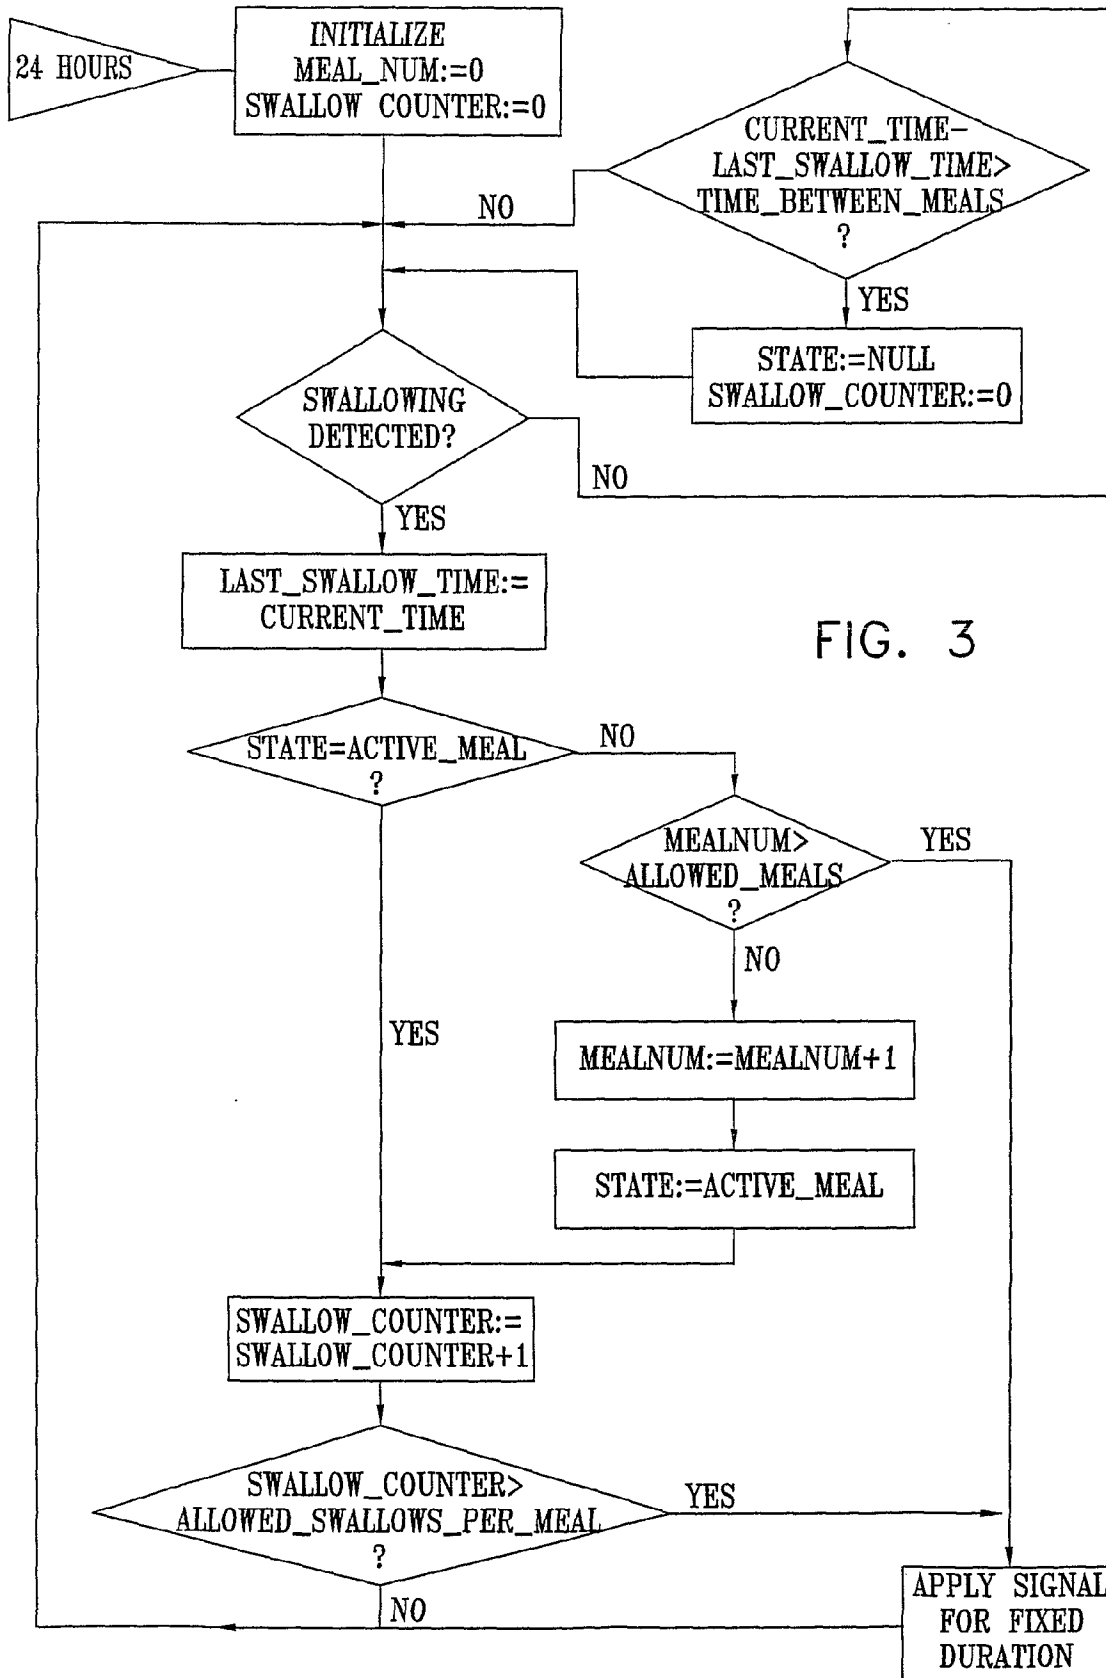 24 HOURS
INITIALIZE
MEAL_NUM:=0
SWALLOW COUNTER:=0
CURRENT_TIME-
LAST_SWALLOW_TIME>
TIME_BETWEEN_MEALS
?
NO
YES
STATE:=NULL
SWALLOW_COUNTER:=0
SWALLOWING
DETECTED?
NO
YES
LAST_SWALLOW_TIME:=
CURRENT_TIME
FIG. 3
STATE=ACTIVE_MEAL
?
NO
MEALNUM>
ALLOWED_MEALS
?
YES
NO
YES
MEALNUM:=MEALNUM+1
STATE:=ACTIVE_MEAL
SWALLOW_COUNTER:=
SWALLOW_COUNTER+1
SWALLOW_COUNTER>
ALLOWED_SWALLOWS_PER_MEAL
?
YES
NO
APPLY SIGNAL
FOR FIXED
DURATION